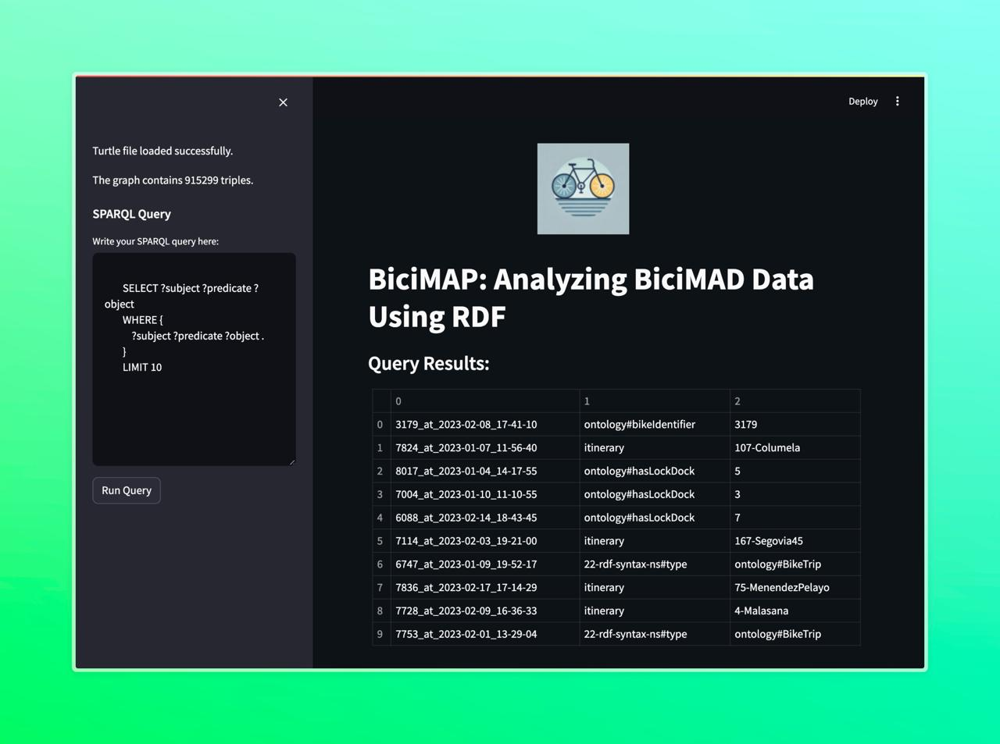 Deploy
Turtle file loaded successfully.
The graph contains 915299 triples.
SPARQL Query
Write your SPARQL query here:
SELECT ?subject ?predicate ?
object
WHERE {
?subject ?predicate ?object .
}
LIMIT 10
Run Query
BiciMAP: Analyzing BiciMAD Data
Using RDF
Query Results:
0 1 2
0 3179_at_2023-02-08_17-41-10 ontology#bikeIdentifier 3179
1 7824_at_2023-01-07_11-56-40 itinerary 107-Columela
2 8017_at_2023-01-04_14-17-55 ontology#hasLockDock 5
3 7004_at_2023-01-10_11-10-55 ontology#hasLockDock 3
4 6088_at_2023-02-14_18-43-45 ontology#hasLockDock 7
5 7114_at_2023-02-03_19-21-00 itinerary 167-Segovia45
6 6747_at_2023-01-09_19-52-17 22-rdf-syntax-ns#type ontology#BikeTrip
7 7836_at_2023-02-17_17-14-29 itinerary 75-MenendezPelayo
8 7728_at_2023-02-09_16-36-33 itinerary 4-Malasana
9 7753_at_2023-02-01_13-29-04 22-rdf-syntax-ns#type ontology#BikeTrip